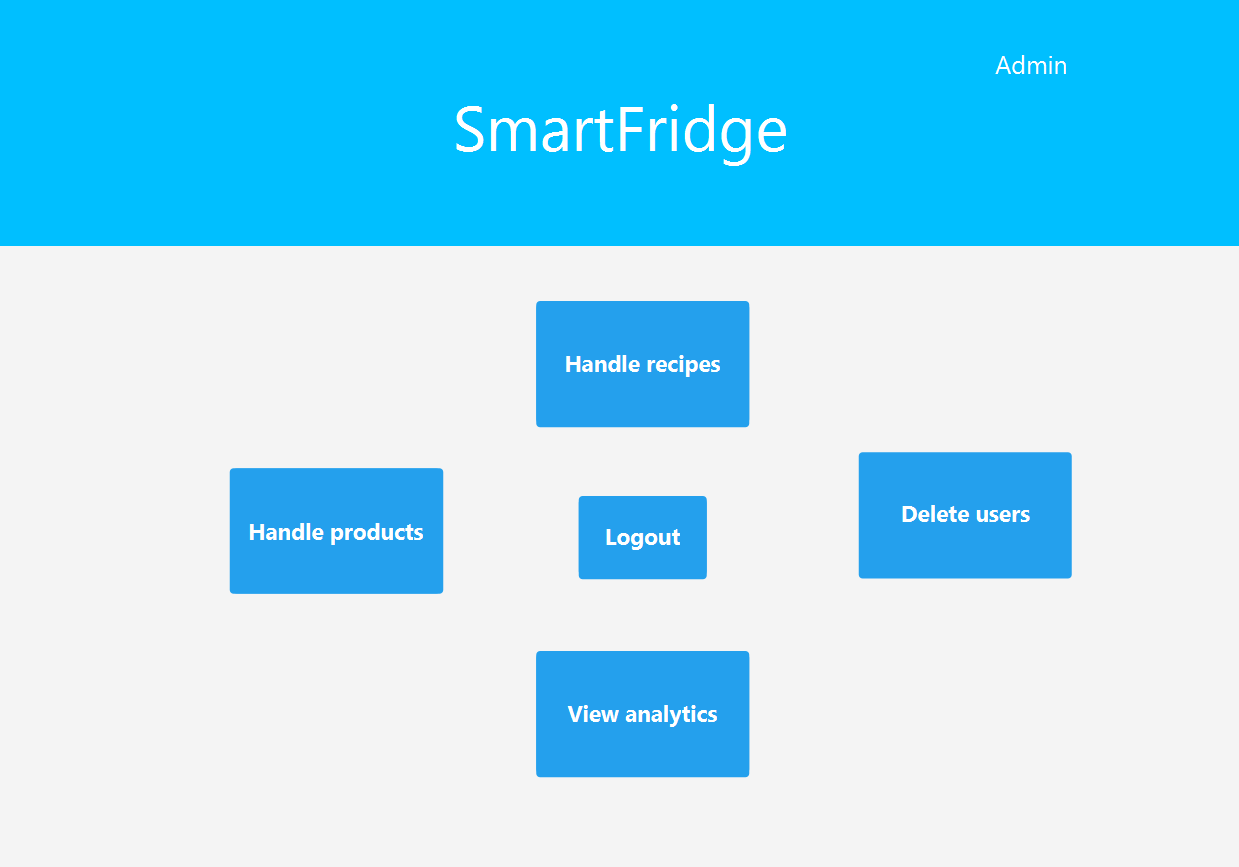 Admin
SmartFridge
Handle recipes
Handle products
Logout
Delete users
View analytics